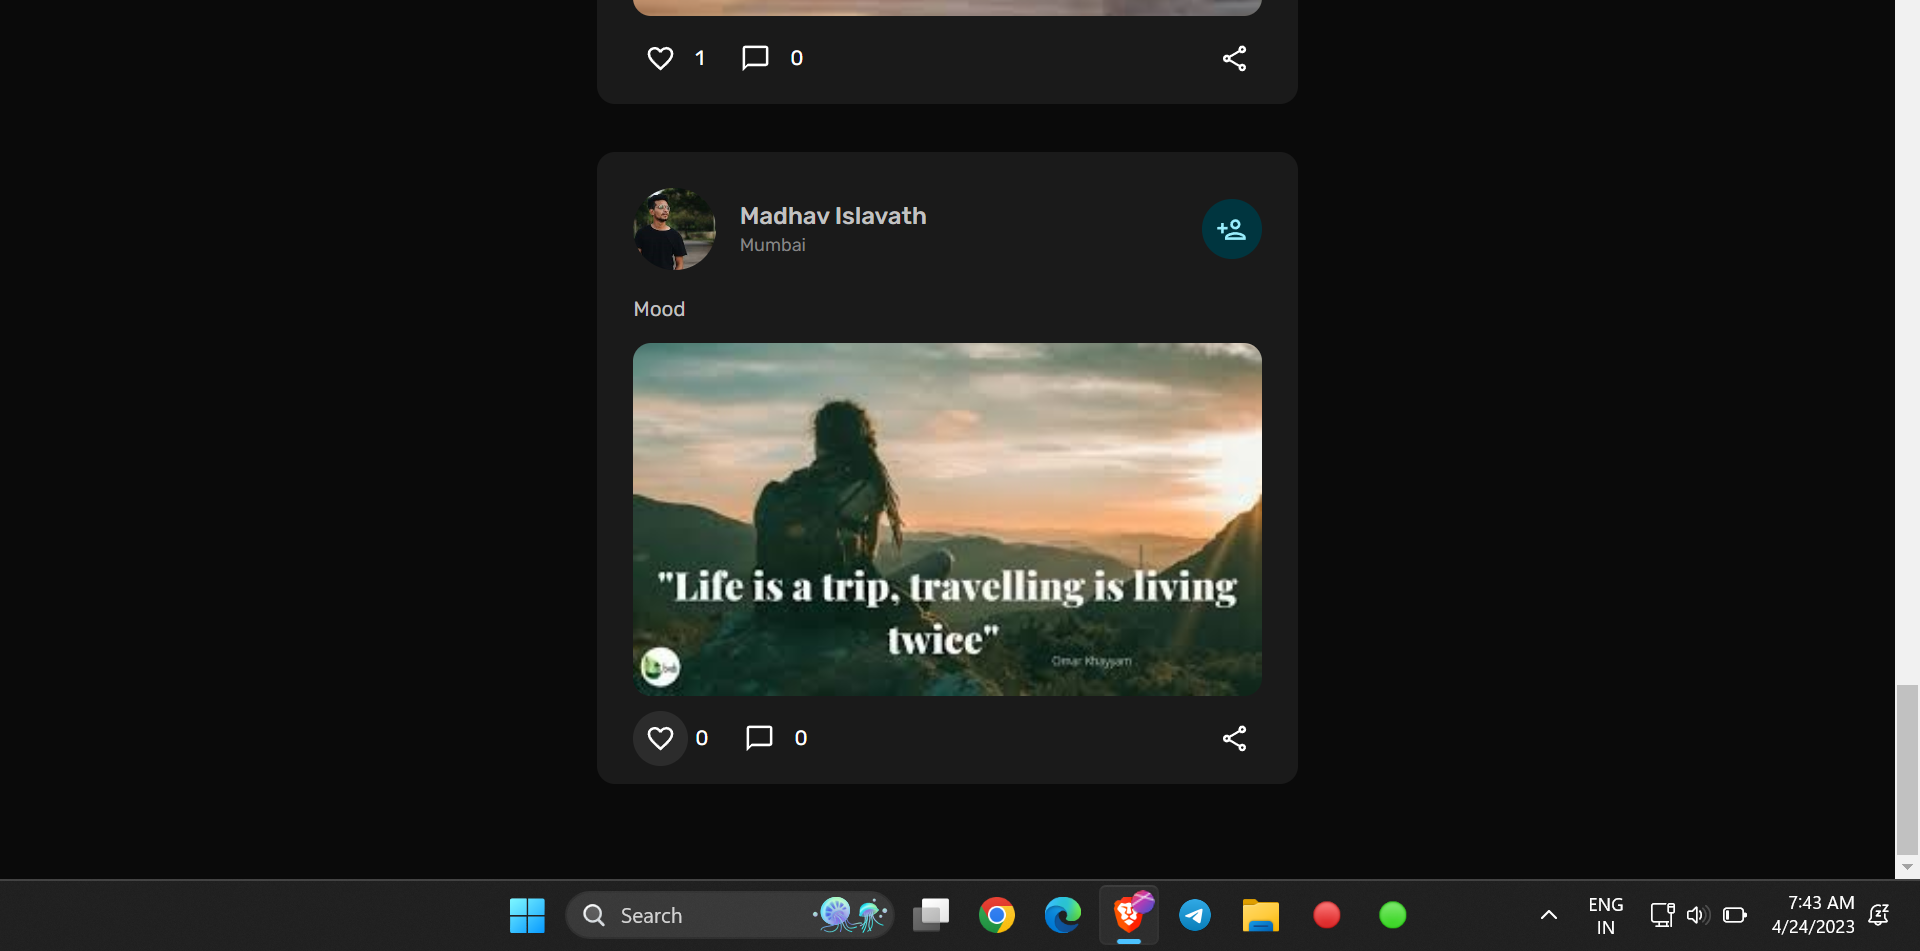 1 0
Madhav Islavath
Mumbai
Mood
"Life is a trip, travelling is living
twice"
Omar Khayyam
0 0
Search
ENG
IN
7:43 AM
4/24/2023